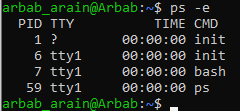 arbab_arain@Arbab:~$ ps -e
PID TTY TIME CMD
1 ? 00:00:00 init
6 tty1 00:00:00 init
7 tty1 00:00:00 bash
59 tty1 00:00:00 ps
arbab_arain@Arbab:~$